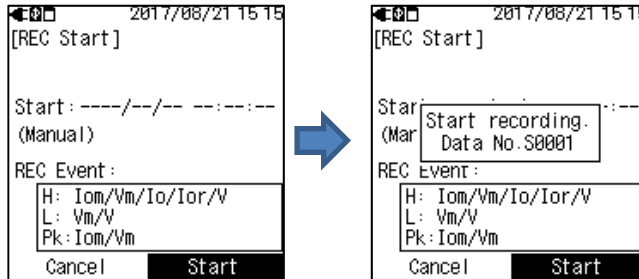 2017/08/21 15 15
[REC Start]
Start:----/--/-- --:--:--
(Manual)
REC Event:
H: Iom/Vm/Io/Ior/V
L: Vm/V
Pk:Iom/Vm
Cancel Start
2017/08/21 15 15
[REC Start]
Star
(Mar
Start recording.
Data No.S0001
REC Event:
H: Iom/Vm/Io/Ior/V
L: Vm/V
Pk:Iom/Vm
Cancel Start